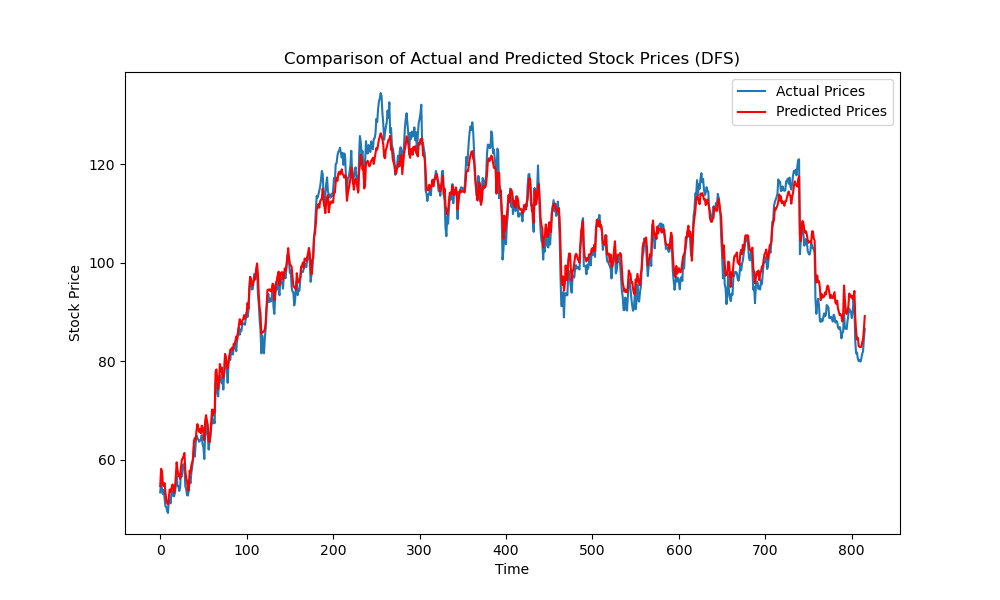 Comparison of Actual and Predicted Stock Prices (DFS)
Actual Prices
Predicted Prices
Stock Price
120
100
80
60
0 100 200 300 400 500 600 700 800
Time